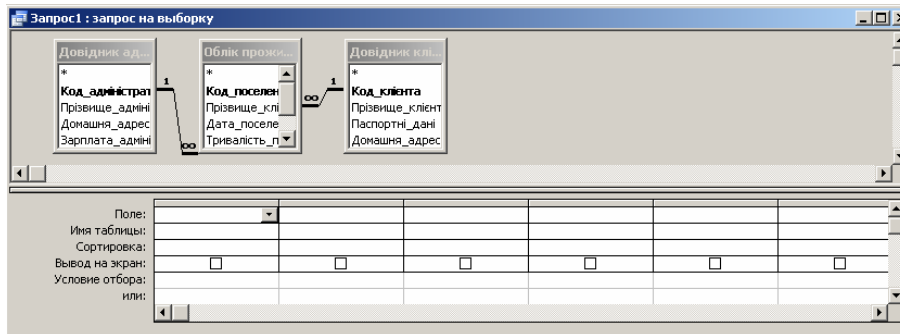 Запрос1 : запрос на выборку
Довідник ад...
*
Код_адміністрат
Прізвище_адміні
Домашня_адрес
Зарплата_адміні
1
∞
Облік прожи...
*
Код_поселен
Прізвище_клі
Дата_поселе
Тривалість_п
∞
1
Довідник клі...
*
Код_клієнта
Прізвище_клієнт
Паспортні_дані
Домашня_адрес
Поле:
Имя таблицы:
Сортировка:
Вывод на экран:
Условие отбора:
или: